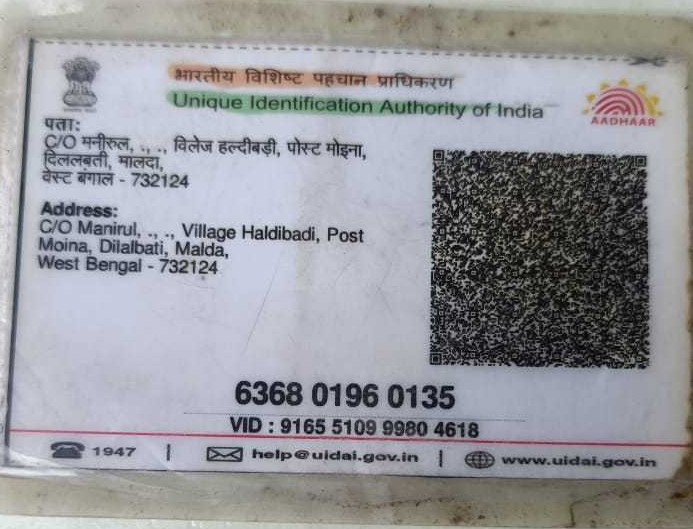 भारतीय विशिष्ट पहचान प्राधिकरण
Unique Identification Authority of India
AADHAAR
पता:
C/O मनीरुल, ., ., विलेज हल्दीबड़ी, पोस्ट मोइना,
दिललबती, मालदा,
वेस्ट बंगाल - 732124
Address:
C/O Manirul, ., ., Village Haldibadi, Post
Moina, Dilalbati, Malda,
West Bengal - 732124
6368 0196 0135
VID : 9165 5109 9980 4618
1947 | help@uidai.gov.in | www.uidai.gov.in